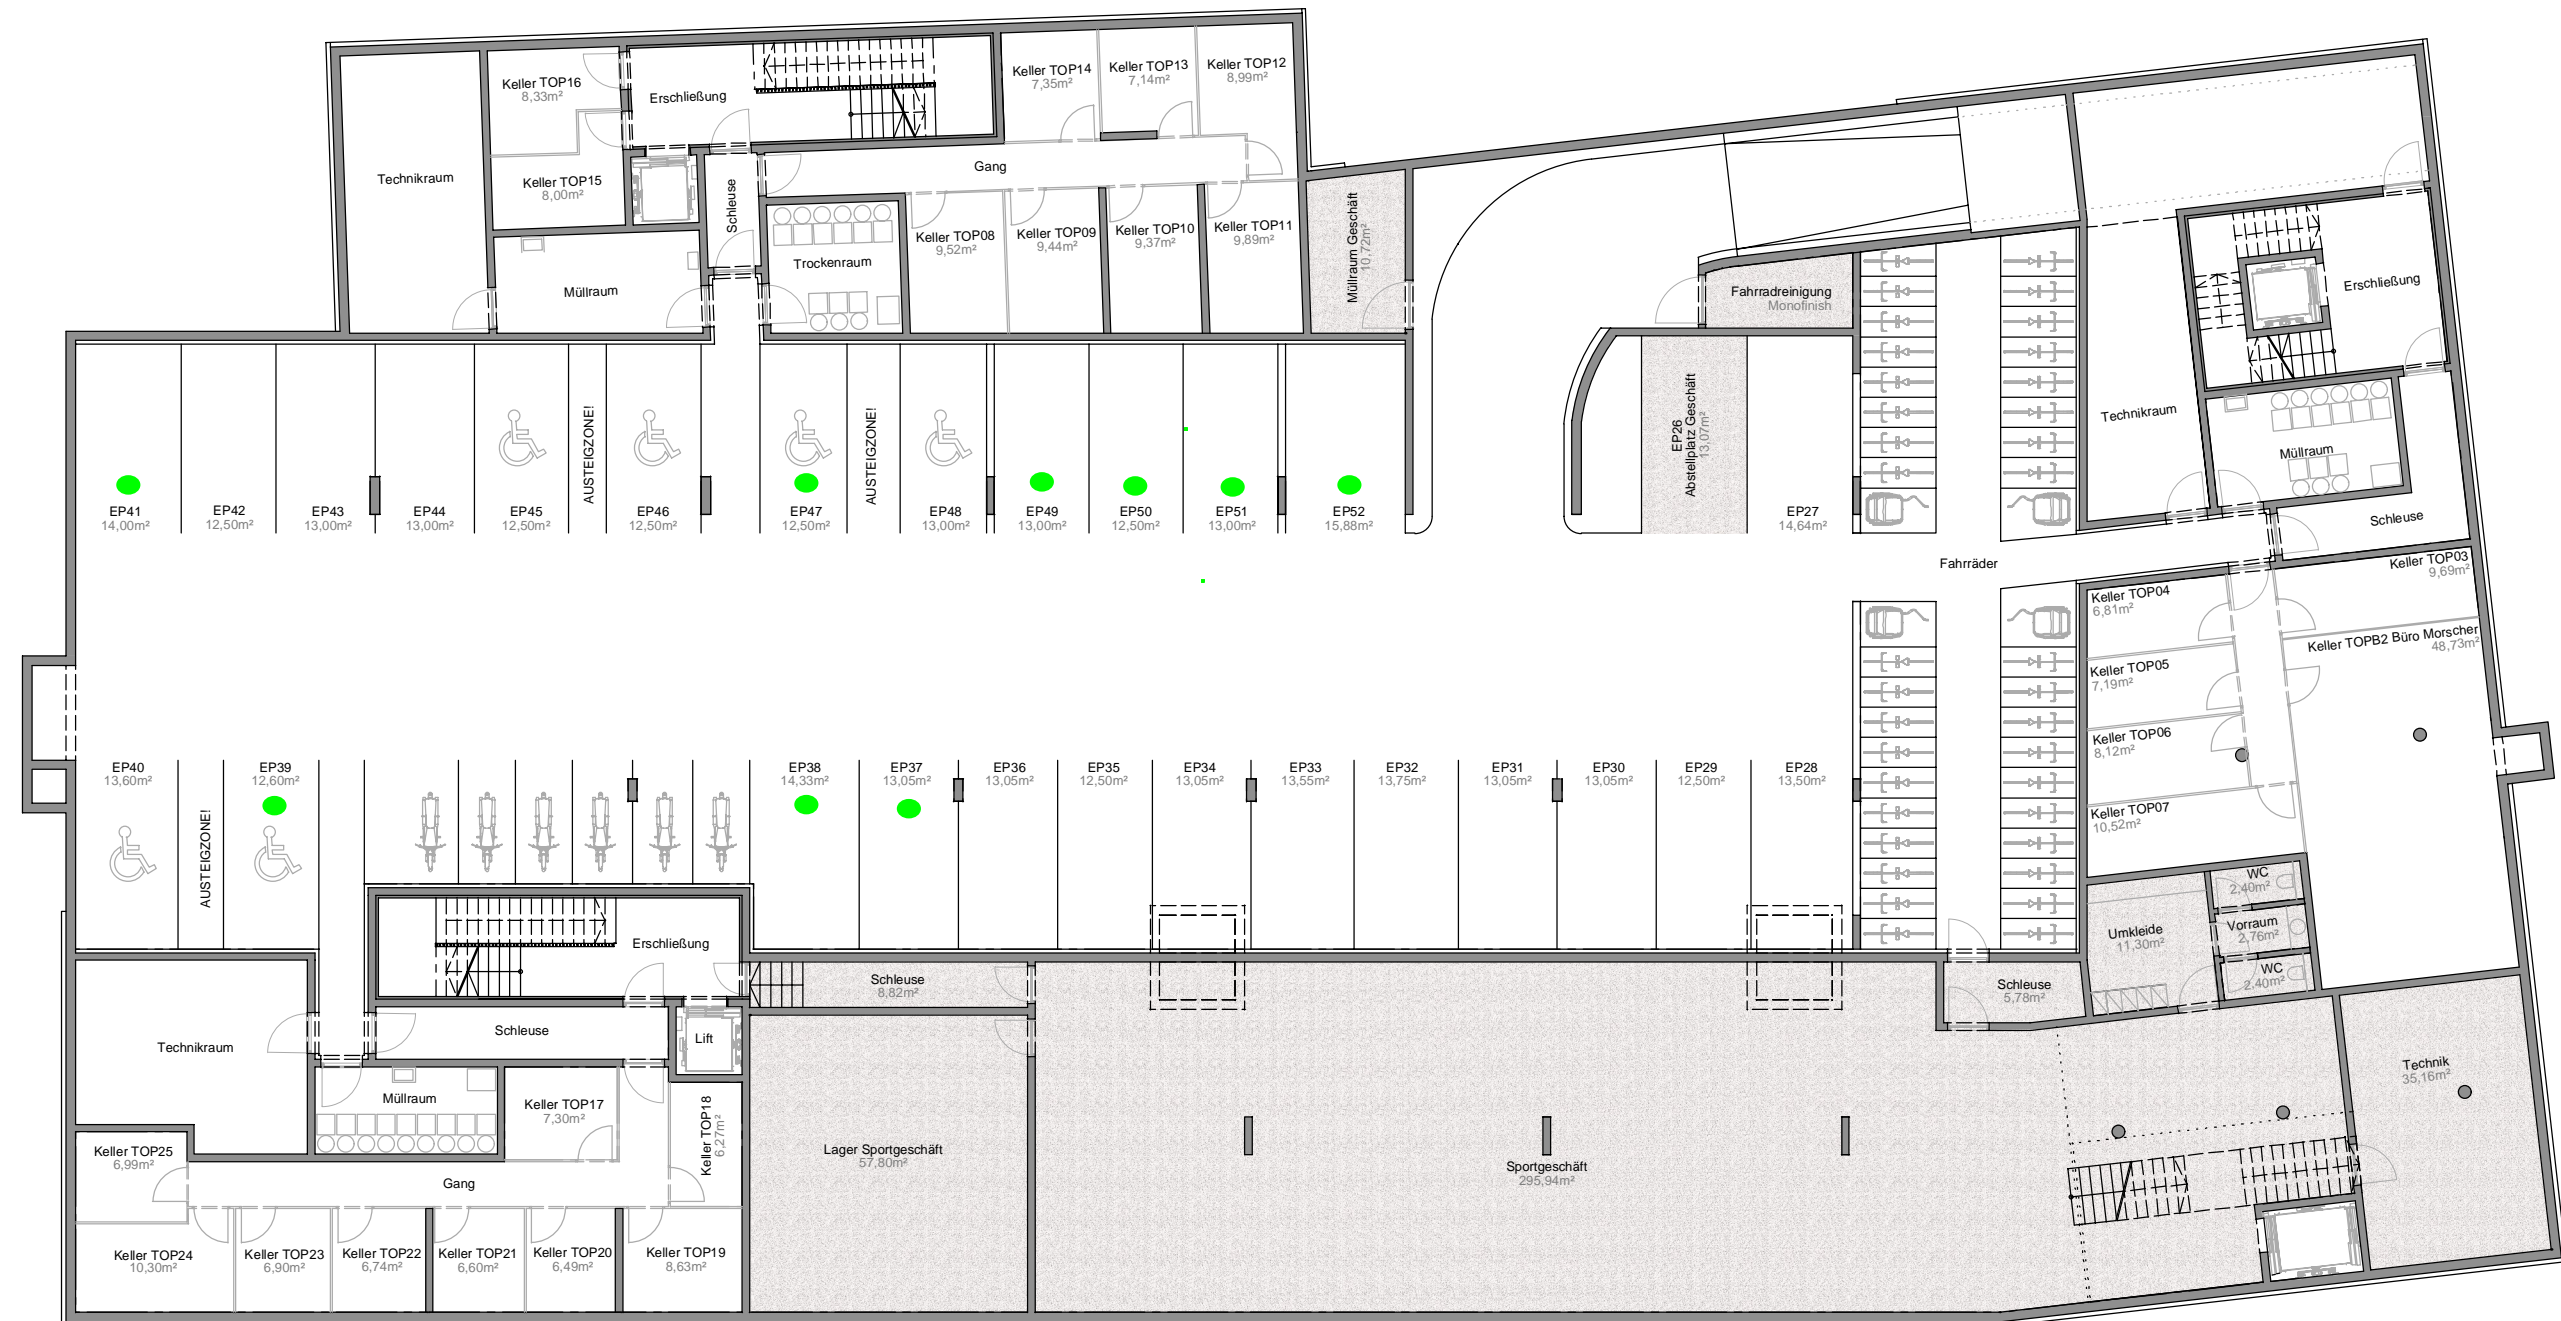 Keller TOP16
8,33m²
Erschließung
Keller TOP14
7,35m²
Keller TOP13
7,14m²
Keller TOP12
8,99m²
Technikraum
Keller TOP15
8,00m²
Schleuse
Gang
Müllraum
Trockenraum
Keller TOP08
9,52m²
Keller TOP09
9,44m²
Keller TOP10
9,37m²
Keller TOP11
9,89m²
Müllraum Geschäft
10,72m²
Fahrradreinigung
Monofinish
Erschließung
Technikraum
Müllraum
Schleuse
EP41
14,00m²
EP42
12,50m²
EP43
13,00m²
EP44
13,00m²
EP45
12,50m²
AUSTEIGZONE!
EP46
12,50m²
EP47
12,50m²
AUSTEIGZONE!
EP48
13,00m²
EP49
13,00m²
EP50
12,50m²
EP51
13,00m²
EP52
15,88m²
EP26
Abstellplatz Geschäft
13,07m²
EP27
14,64m²
Fahrräder
Keller TOP03
9,69m²
Keller TOP04
6,81m²
Keller TOPB2 Büro Morscher
48,73m²
Keller TOP05
7,19m²
Keller TOP06
8,12m²
Keller TOP07
10,52m²
EP40
13,60m²
AUSTEIGZONE!
EP39
12,60m²
EP38
14,33m²
EP37
13,05m²
EP36
13,05m²
EP35
12,50m²
EP34
13,05m²
EP33
13,55m²
EP32
13,75m²
EP31
13,05m²
EP30
13,05m²
EP29
12,50m²
EP28
13,50m²
WC
2,40m²
Umkleide
11,30m²
Vorraum
2,76m²
WC
2,40m²
Erschließung
Schleuse
8,82m²
Schleuse
5,78m²
Technikraum
Schleuse
Lift
Müllraum
Keller TOP17
7,30m²
Keller TOP18
6,27m²
Technik
35,16m²
Keller TOP25
6,99m²
Gang
Lager Sportgeschäft
57,80m²
Sportgeschäft
295,94m²
Keller TOP24
10,30m²
Keller TOP23
6,90m²
Keller TOP22
6,74m²
Keller TOP21
6,60m²
Keller TOP20
6,49m²
Keller TOP19
8,63m²